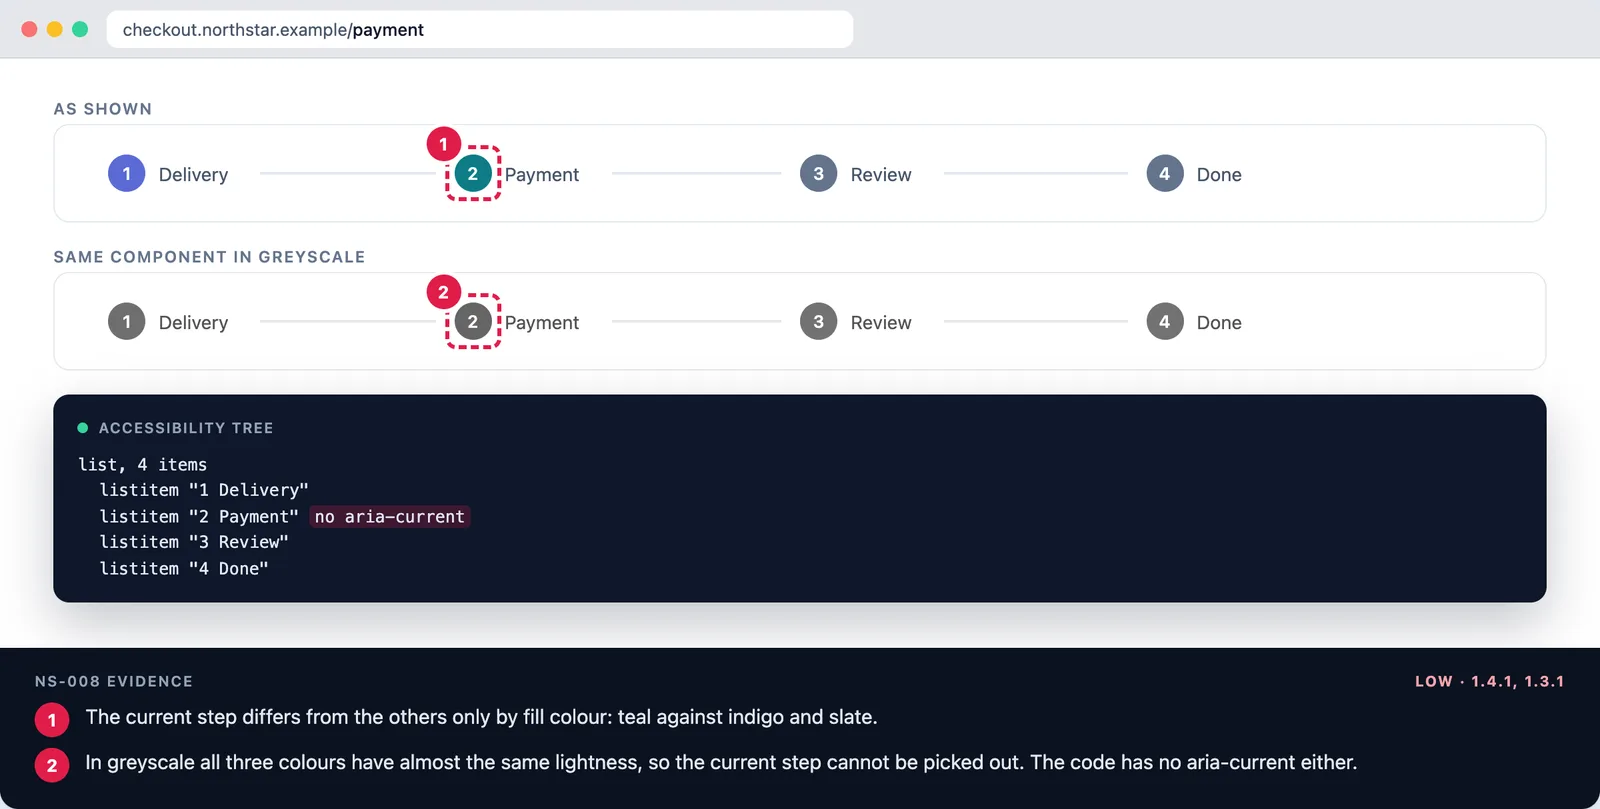 checkout.northstar.example/payment
AS SHOWN
1
1 Delivery 2 Payment 3 Review 4 Done
SAME COMPONENT IN GREYSCALE
2
1 Delivery 2 Payment 3 Review 4 Done
ACCESSIBILITY TREE
list, 4 items
listitem "1 Delivery"
listitem "2 Payment" no aria-current
listitem "3 Review"
listitem "4 Done"
NS-008 EVIDENCE LOW · 1.4.1, 1.3.1
1 The current step differs from the others only by fill colour: teal against indigo and slate.
2 In greyscale all three colours have almost the same lightness, so the current step cannot be picked out. The code has no aria-current either.